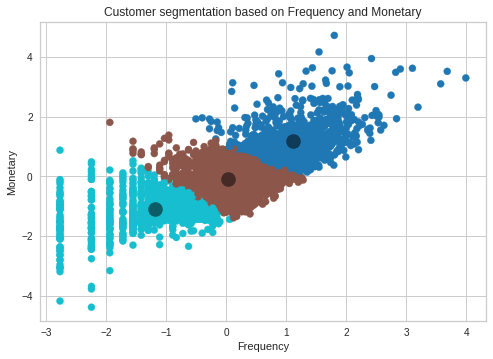 Customer segmentation based on Frequency and Monetary
4
2
0
−2
−4
Monetary
−3 −2 −1 0 1 2 3 4
Frequency